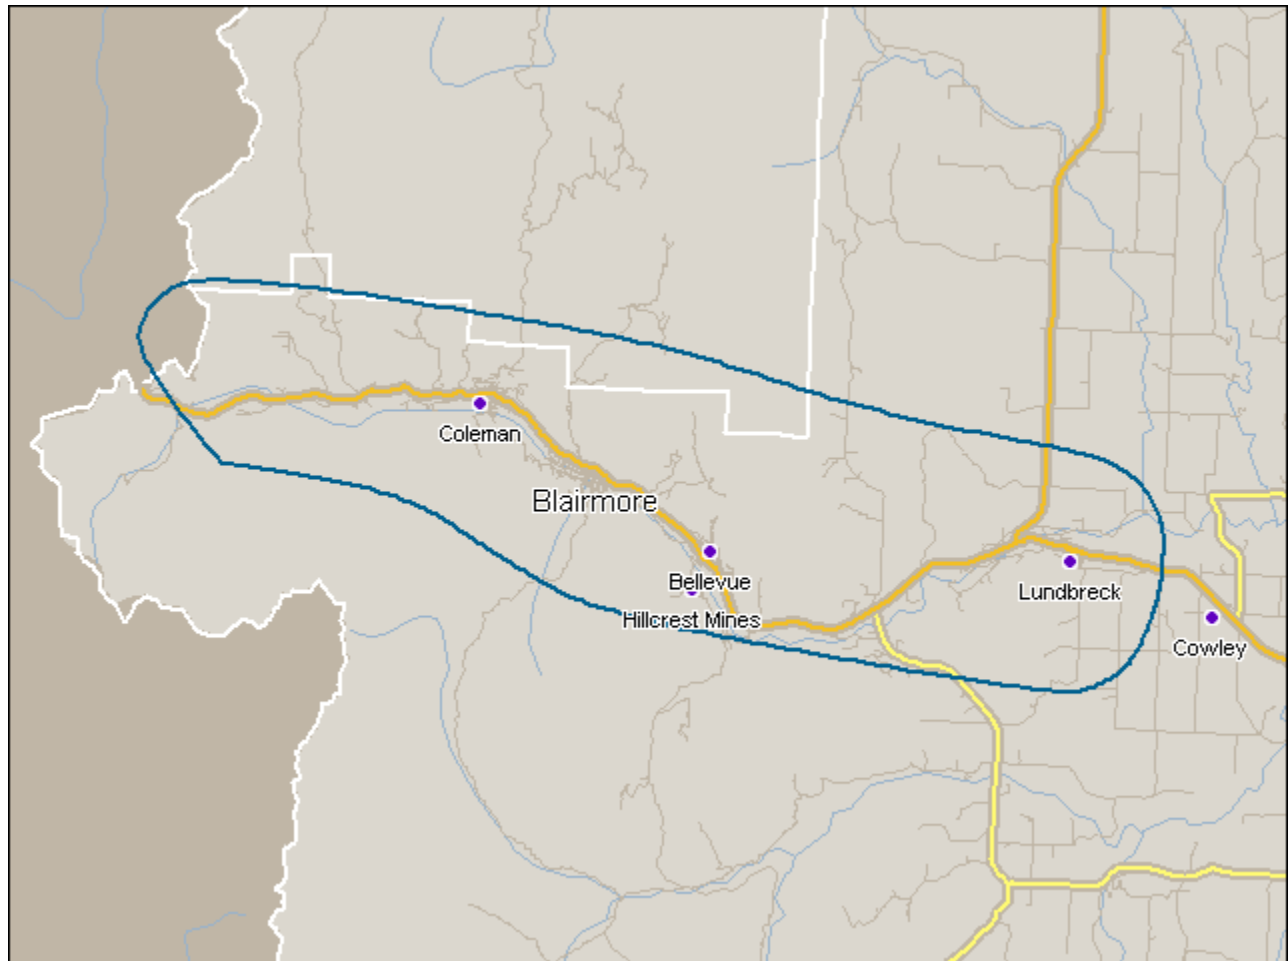 Coleman
Blairmore
Bellevue
Lundbreck
Hillcrest Mines
Cowley